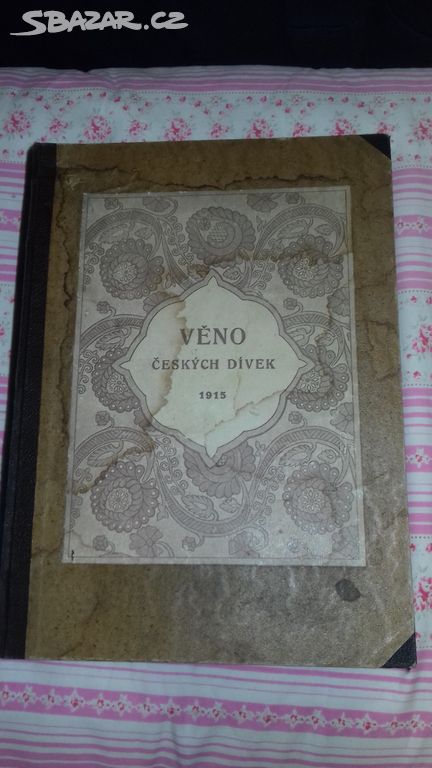 SBAZAR.CZ
VĚNO
ČESKÝCH DÍVEK
1915